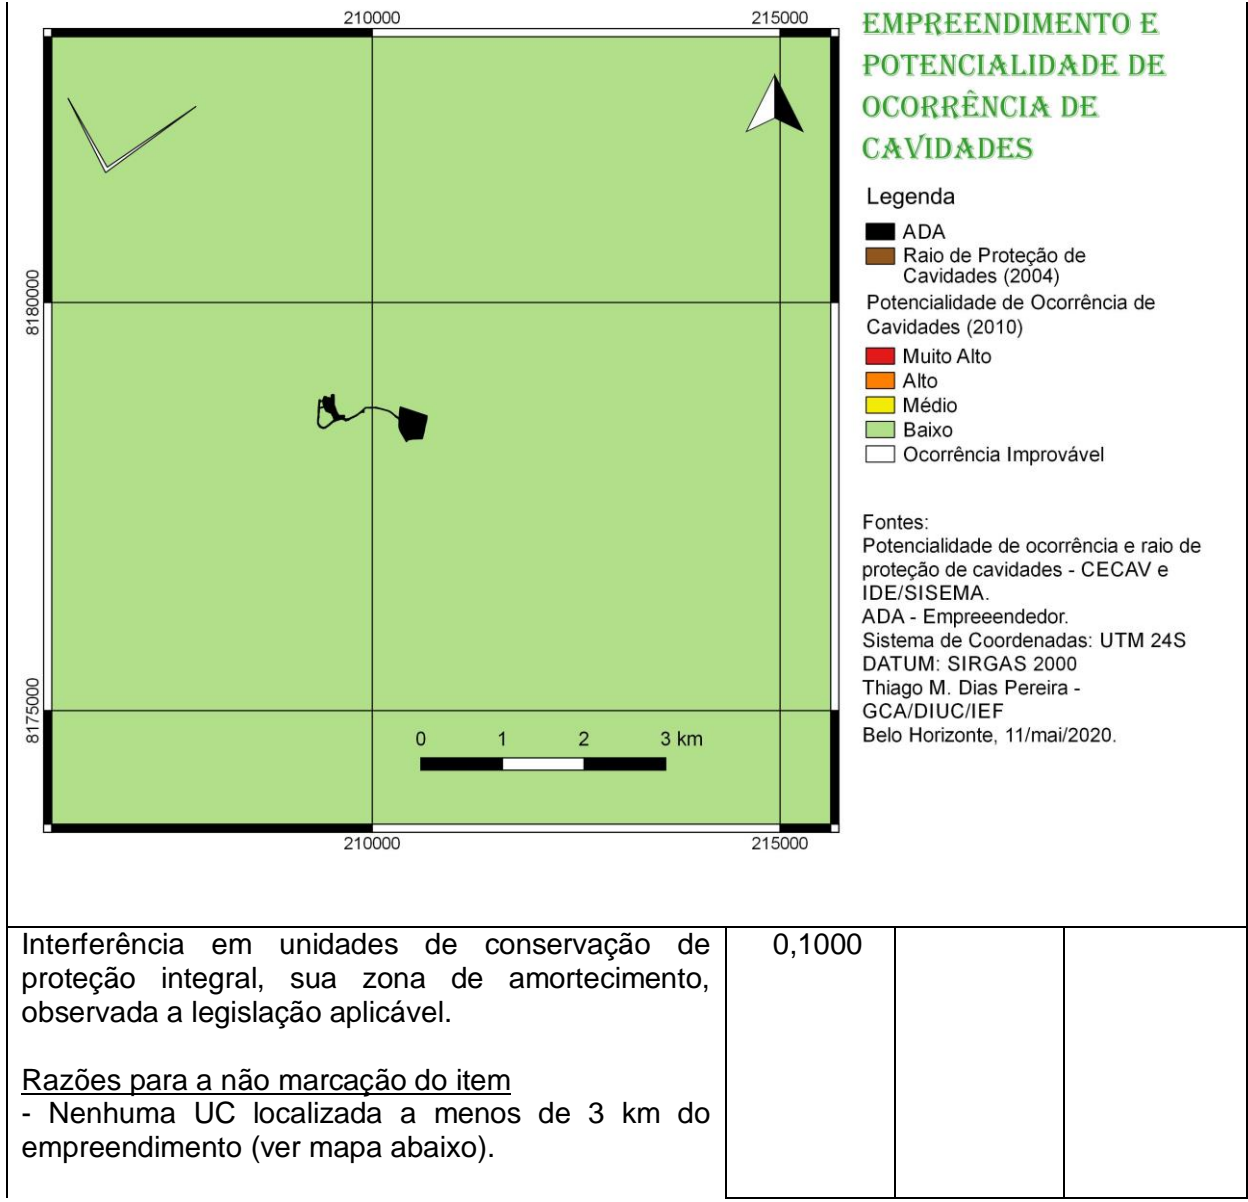 210000
215000
EMPREENDIMENTO E
POTENCIALIDADE DE
OCORRÊNCIA DE
CAVIDADES
Legenda
ADA
Raio de Proteção de
Cavidades (2004)
Potencialidade de Ocorrência de
Cavidades (2010)
Muito Alto
Alto
Médio
Baixo
Ocorrência Improvável
8180000
8175000
Fontes:
Potencialidade de ocorrência e raio de
proteção de cavidades - CECAV e
IDE/SISEMA.
ADA - Empreeendedor.
Sistema de Coordenadas: UTM 24S
DATUM: SIRGAS 2000
Thiago M. Dias Pereira -
GCA/DIUC/IEF
Belo Horizonte, 11/mai/2020.
0 1 2 3 km
210000
215000
Interferência em unidades de conservação de
proteção integral, sua zona de amortecimento,
observada a legislação aplicável.
0,1000
Razões para a não marcação do item
- Nenhuma UC localizada a menos de 3 km do
empreendimento (ver mapa abaixo).